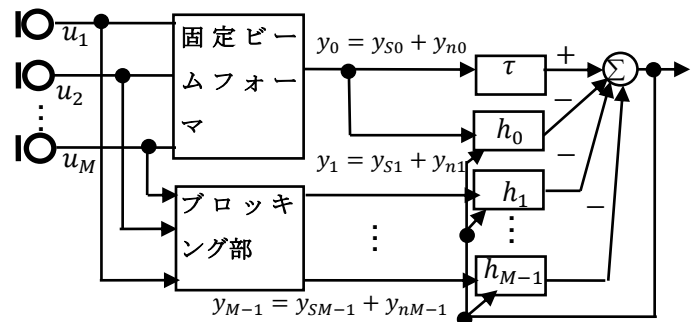 u_1
u_2
⋮
u_M
固定ビー
ムフォー
マ
ブロッキ
ング部
y_0 = y_{S0} + y_{n0}
y_1 = y_{S1} + y_{n1}
⋮
y_{M−1} = y_{SM−1} + y_{nM−1}
τ
h_0
h_1
⋮
h_{M−1}
+
−
−
−
Σ